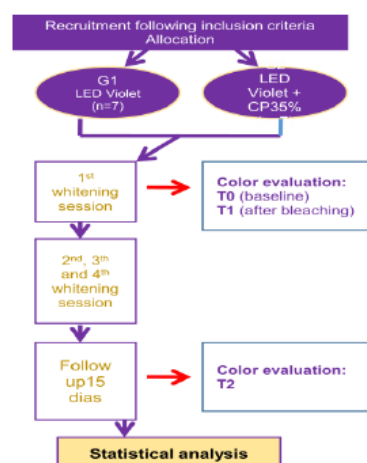 Recruitment following inclusion criteria
Allocation
G1
LED Violet
(n=7)
LED
Violet +
CP35%
1st
whitening
session
Color evaluation:
T0 (baseline)
T1 (after bleaching)
2nd, 3th
and 4th
whitening
session
Follow
up15
dias
Color evaluation:
T2
Statistical analysis